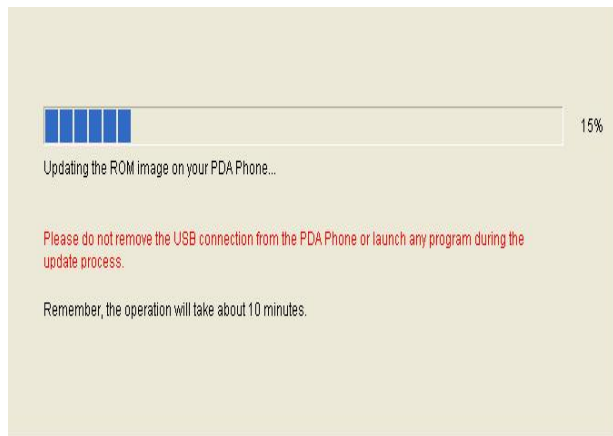 15%
Updating the ROM image on your PDA Phone...
Please do not remove the USB connection from the PDA Phone or launch any program during the
update process.
Remember, the operation will take about 10 minutes.